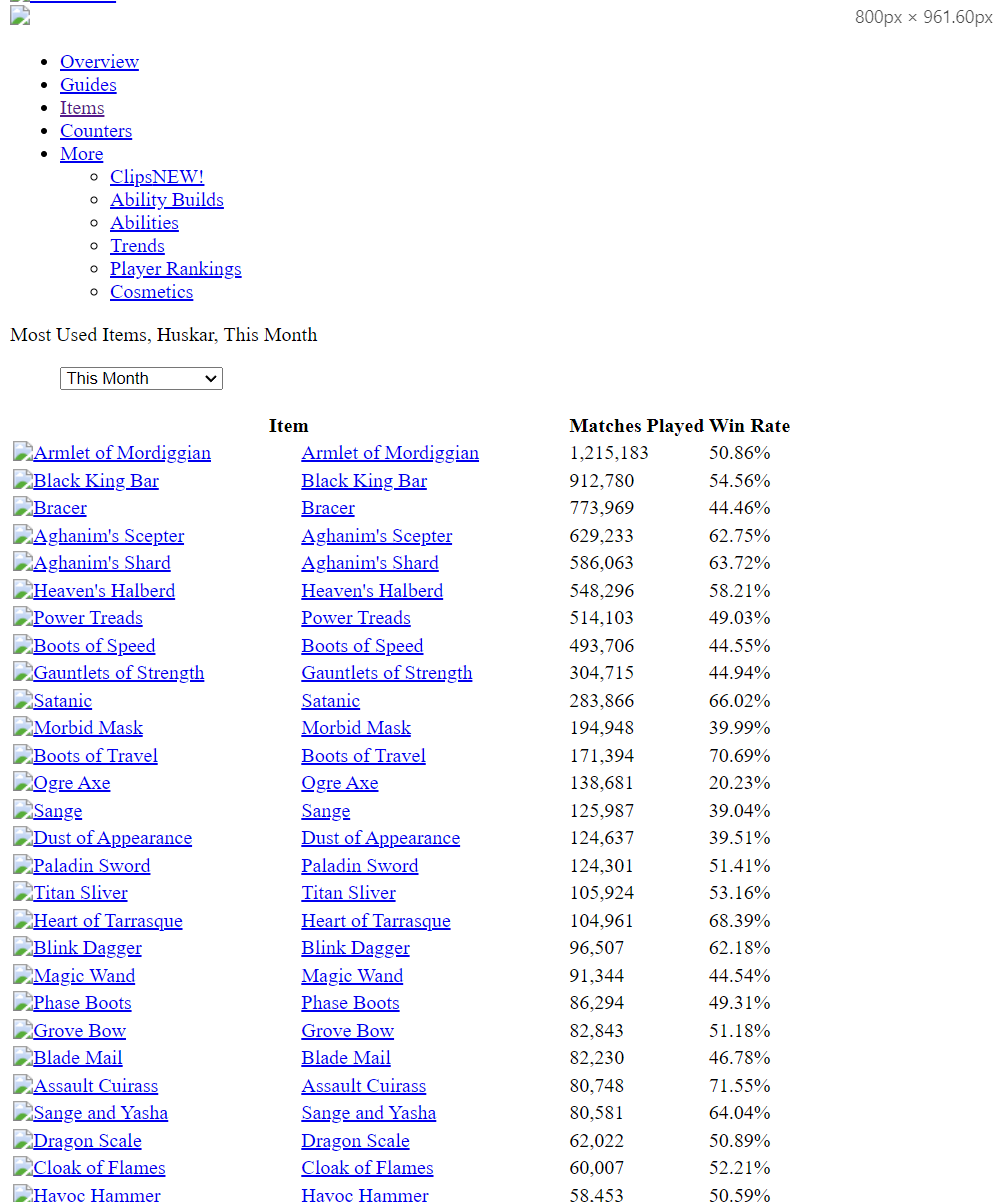 800px × 961.60px
Overview
Guides
Items
Counters
More
ClipsNEW!
Ability Builds
Abilities
Trends
Player Rankings
Cosmetics
Most Used Items, Huskar, This Month
This Month
Item Matches Played Win Rate
Armlet of Mordiggian Armlet of Mordiggian 1,215,183 50.86%
Black King Bar Black King Bar 912,780 54.56%
Bracer Bracer 773,969 44.46%
Aghanim's Scepter Aghanim's Scepter 629,233 62.75%
Aghanim's Shard Aghanim's Shard 586,063 63.72%
Heaven's Halberd Heaven's Halberd 548,296 58.21%
Power Treads Power Treads 514,103 49.03%
Boots of Speed Boots of Speed 493,706 44.55%
Gauntlets of Strength Gauntlets of Strength 304,715 44.94%
Satanic Satanic 283,866 66.02%
Morbid Mask Morbid Mask 194,948 39.99%
Boots of Travel Boots of Travel 171,394 70.69%
Ogre Axe Ogre Axe 138,681 20.23%
Sange Sange 125,987 39.04%
Dust of Appearance Dust of Appearance 124,637 39.51%
Paladin Sword Paladin Sword 124,301 51.41%
Titan Sliver Titan Sliver 105,924 53.16%
Heart of Tarrasque Heart of Tarrasque 104,961 68.39%
Blink Dagger Blink Dagger 96,507 62.18%
Magic Wand Magic Wand 91,344 44.54%
Phase Boots Phase Boots 86,294 49.31%
Grove Bow Grove Bow 82,843 51.18%
Blade Mail Blade Mail 82,230 46.78%
Assault Cuirass Assault Cuirass 80,748 71.55%
Sange and Yasha Sange and Yasha 80,581 64.04%
Dragon Scale Dragon Scale 62,022 50.89%
Cloak of Flames Cloak of Flames 60,007 52.21%
Havoc Hammer Havoc Hammer 58,453 50.59%